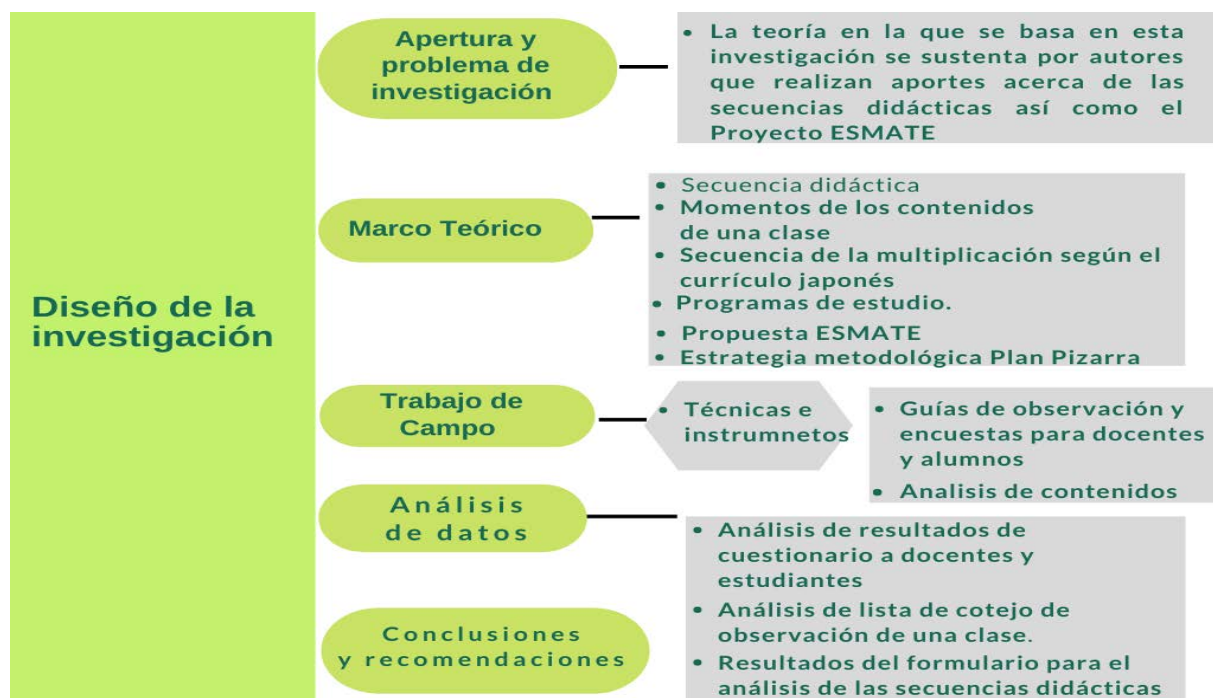 Diseño de la
investigación
Apertura y
problema de
investigación
• La teoría en la que se basa en esta
investigación se sustenta por autores
que realizan aportes acerca de las
secuencias didácticas así como el
Proyecto ESMATE
Marco Teórico
• Secuencia didáctica
• Momentos de los contenidos
de una clase
• Secuencia de la multiplicación según el
currículo japonés
• Programas de estudio.
• Propuesta ESMATE
• Estrategia metodológica Plan Pizarra
Trabajo de
Campo
• Técnicas e
instrumnetos
• Guías de observación y
encuestas para docentes
y alumnos
• Analisis de contenidos
Análisis
de datos
• Análisis de resultados de
cuestionario a docentes y
estudiantes
• Análisis de lista de cotejo de
observación de una clase.
• Resultados del formulario para el
análisis de las secuencias didácticas
Conclusiones
y recomendaciones